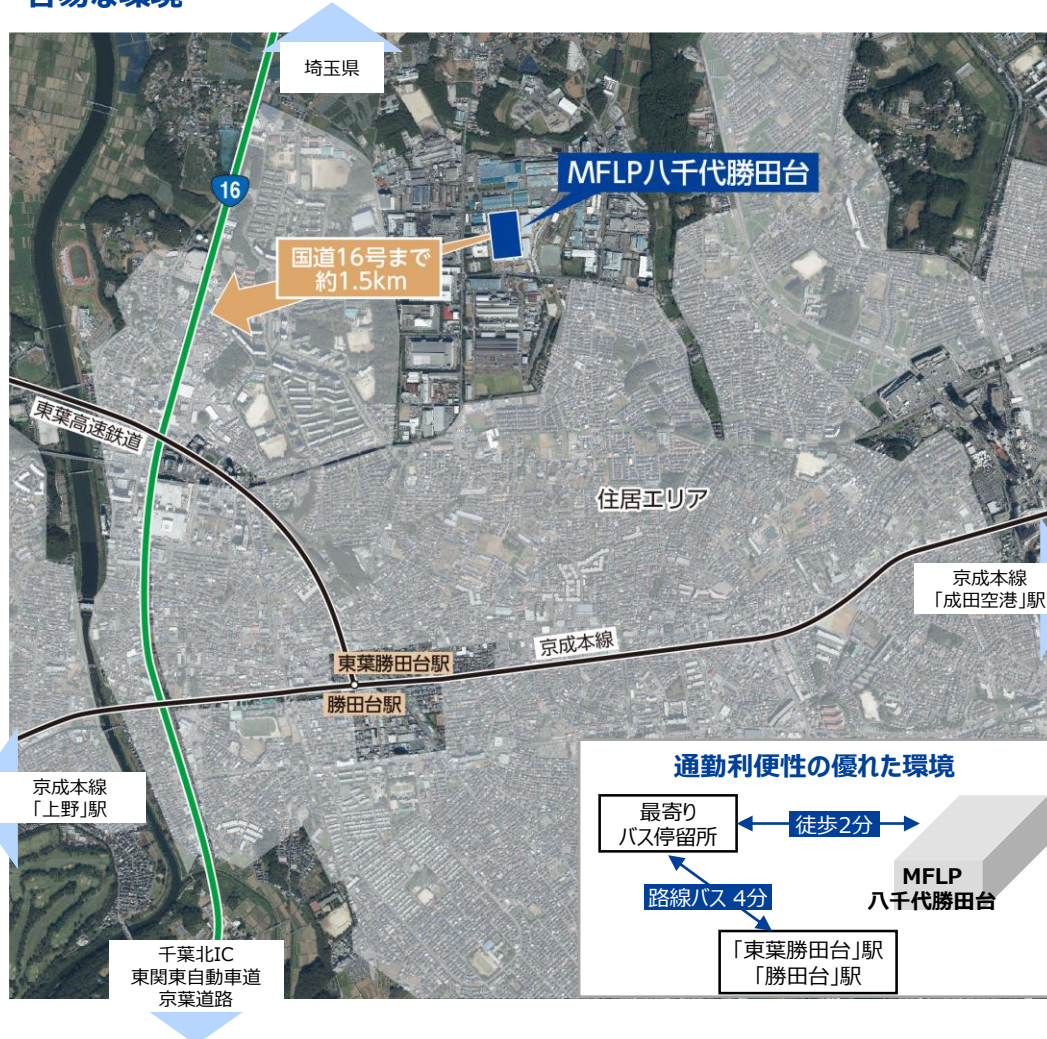 埼玉県
16
MFLP八千代勝田台
国道16号まで
約1.5km
東葉高速鉄道
住居エリア
京成本線
「成田空港」駅
京成本線
東葉勝田台駅
勝田台駅
京成本線
「上野」駅
千葉北IC
東関東自動車道
京葉道路
通勤利便性の優れた環境
最寄り
バス停留所
徒歩2分
MFLP
八千代勝田台
路線バス 4分
「東葉勝田台」駅
「勝田台」駅